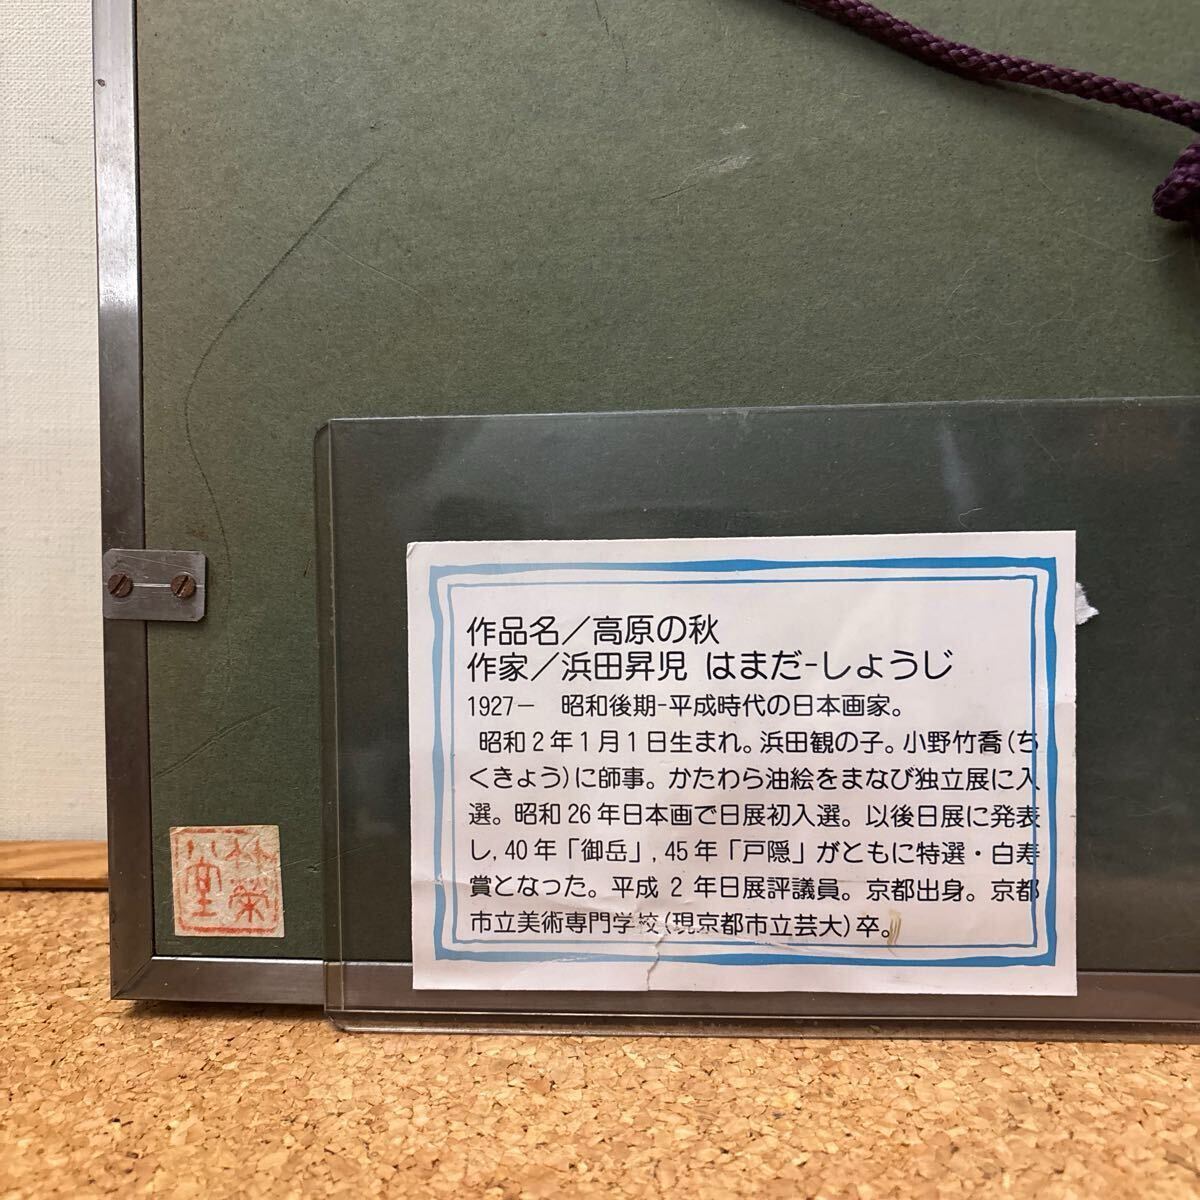 作品名／高原の秋
作家／浜田昇児 はまだ-しょうじ
1927－　昭和後期-平成時代の日本画家。
昭和２年１月１日生まれ。浜田観の子。小野竹喬(ち
くきょう)に師事。かたわら油絵をまなび独立展に入
選。昭和26年日本画で日展初入選。以後日展に発表
し,40年「御岳」,45年「戸隠」がともに特選・白寿
賞となった。平成２年日展評議員。京都出身。京都
市立美術専門学校(現京都市立芸大)卒。